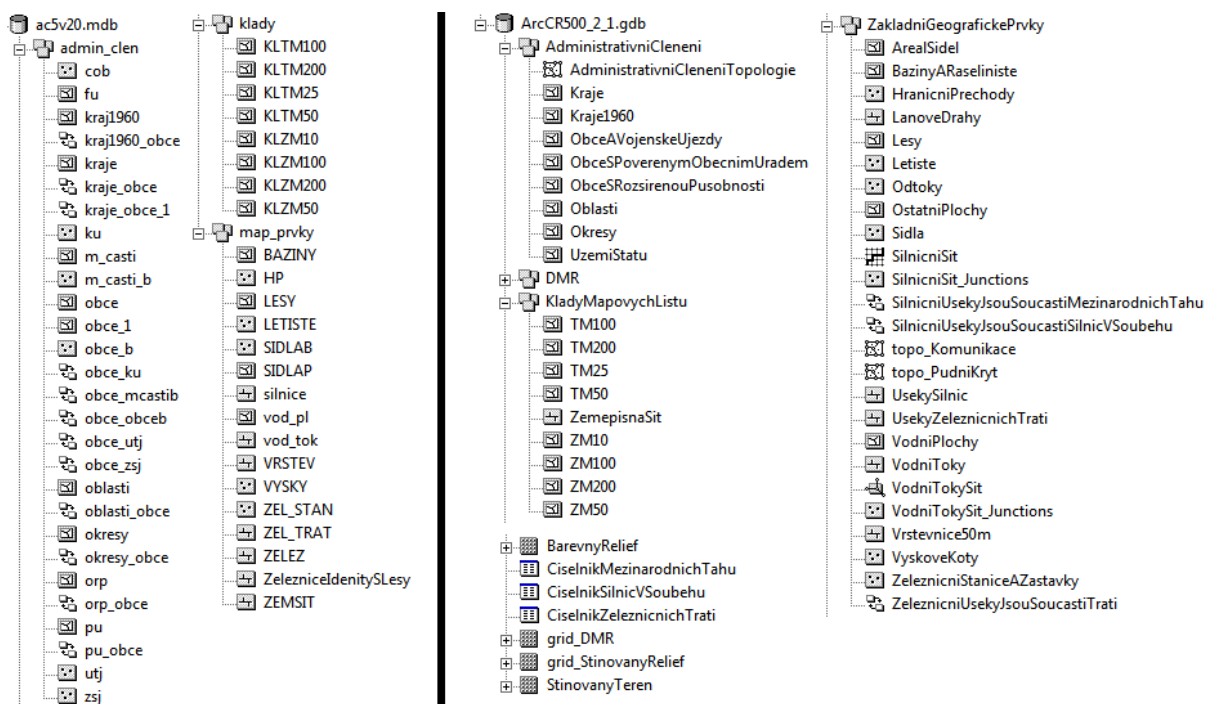 ac5v20.mdb
admin_clen
cob
fu
kraj1960
kraj1960_obce
kraje
kraje_obce
kraje_obce_1
ku
m_casti
m_casti_b
obce
obce_1
obce_b
obce_ku
obce_mcastib
obce_obceb
obce_utj
obce_zsj
oblasti
oblasti_obce
okresy
okresy_obce
orp
orp_obce
pu
pu_obce
utj
zsj
klady
KLTM100
KLTM200
KLTM25
KLTM50
KLZM10
KLZM100
KLZM200
KLZM50
map_prvky
BAZINY
HP
LESY
LETISTE
SIDLAB
SIDLAP
silnice
vod_pl
vod_tok
VRSTEV
VYSKY
ZEL_STAN
ZEL_TRAT
ZELEZ
ZelezniceIdenitySLesy
ZEMSIT
ArcCR500_2_1.gdb
AdministrativniCleneni
AdministrativniCleneniTopologie
Kraje
Kraje1960
ObceAVojenskeUjezdy
ObceSPoverenymObecnimUradem
ObceSRozsirenouPusobnosti
Oblasti
Okresy
UzemiStatu
DMR
KladyMapovychListu
TM100
TM200
TM25
TM50
ZemepisnaSit
ZM10
ZM100
ZM200
ZM50
BarevnyRelief
CiselnikMezinarodnichTahu
CiselnikSilnicVSoubehu
CiselnikZeleznicnichTrati
grid_DMR
grid_StinovanyRelief
StinovanyTeren
ZakladniGeografickePrvky
ArealSidel
BazinyARaseliniste
HranicniPrechody
LanoveDrahy
Lesy
Letiste
Odtoky
OstatniPlochy
Sidla
SilnicniSit
SilnicniSit_Junctions
SilnicniUsekyJsouSoucastiMezinarodnichTahu
SilnicniUsekyJsouSoucastiSilnicVSoubehu
topo_Komunikace
topo_PudniKryt
UsekySilnic
UsekyZeleznicnichTrati
VodniPlochy
VodniToky
VodniTokySit
VodniTokySit_Junctions
Vrstevnice50m
VyskoveKoty
ZeleznicniStaniceAZastavky
ZeleznicniUsekyJsouSoucastiTrati